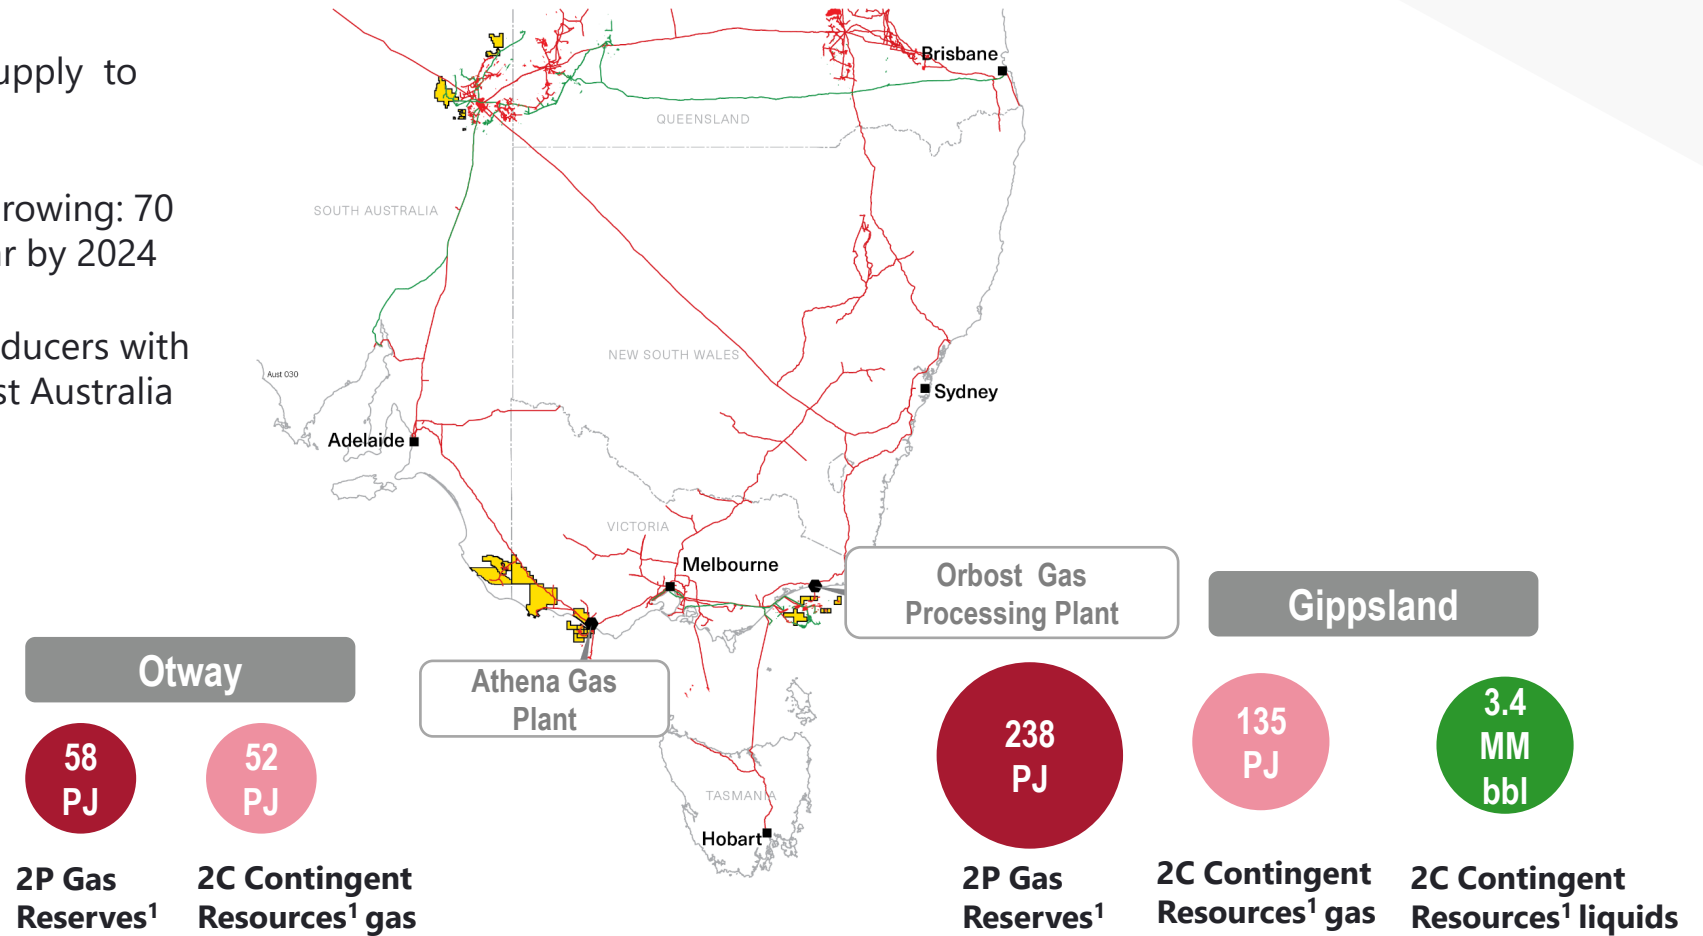 upply to
rowing: 70
r by 2024
ducers with
st Australia
Brisbane
QUEENSLAND
SOUTH AUSTRALIA
NEW SOUTH WALES
Aust 030
Sydney
Adelaide
VICTORIA
Melbourne
Orbost Gas
Processing Plant
Gippsland
Otway
Athena Gas
Plant
58
PJ
52
PJ
238
PJ
135
PJ
3.4
MM
bbl
TASMANIA
Hobart
2P Gas
Reserves¹
2C Contingent
Resources¹ gas
2P Gas
Reserves¹
2C Contingent
Resources¹ gas
2C Contingent
Resources¹ liquids